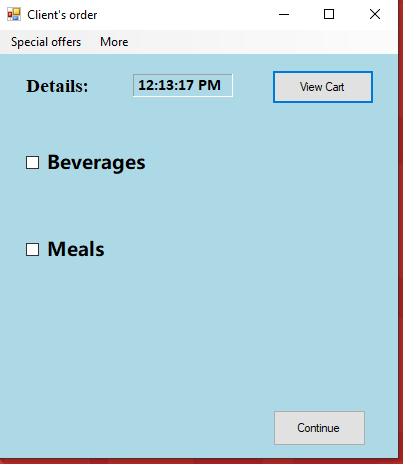 Client's order
Special offers More
Details: 12:13:17 PM View Cart
Beverages
Meals
Continue